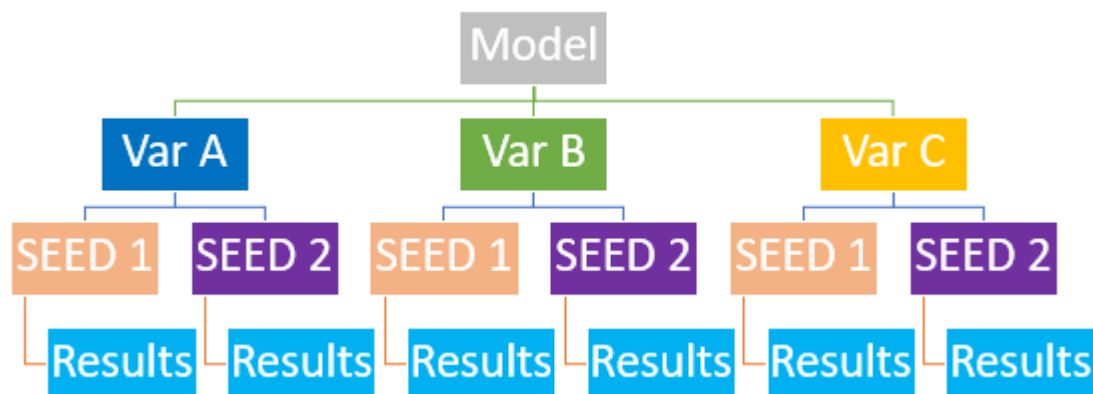 Model
Var A Var B Var C
SEED 1 SEED 2 SEED 1 SEED 2 SEED 1 SEED 2
Results Results Results Results Results Results